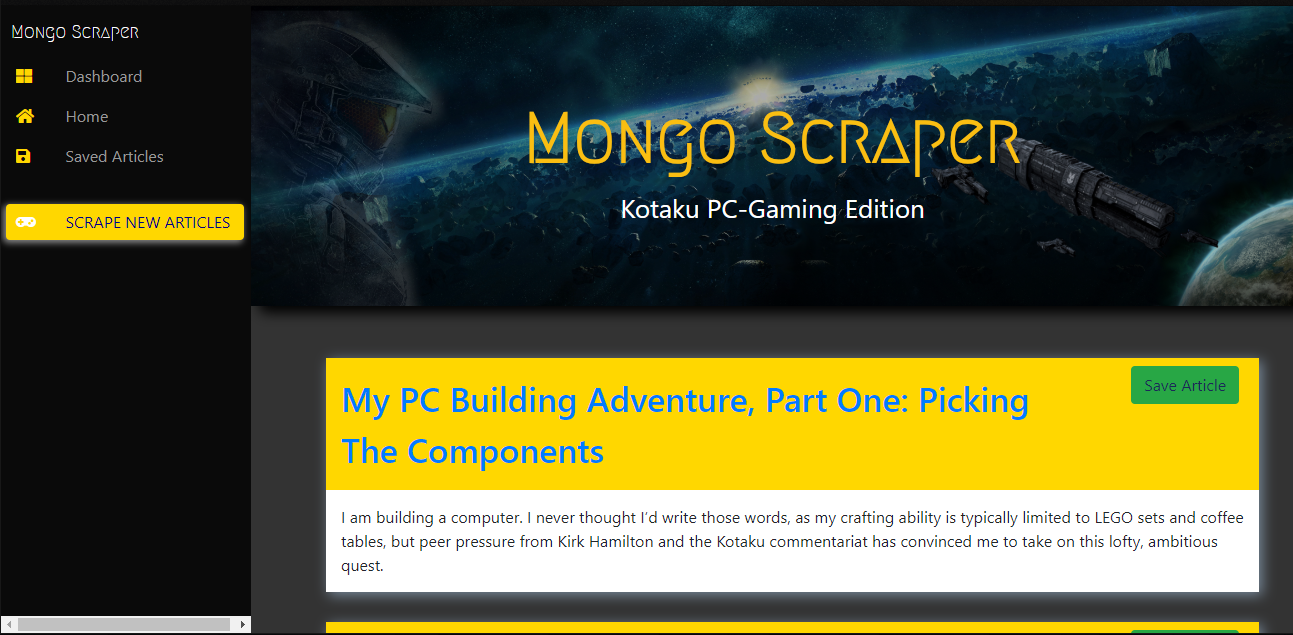 Mongo Scraper
Dashboard
Home
Saved Articles
SCRAPE NEW ARTICLES
Mongo Scraper
Kotaku PC-Gaming Edition
My PC Building Adventure, Part One: Picking
The Components
Save Article
I am building a computer. I never thought I’d write those words, as my crafting ability is typically limited to LEGO sets and coffee
tables, but peer pressure from Kirk Hamilton and the Kotaku commentariat has convinced me to take on this lofty, ambitious
quest.